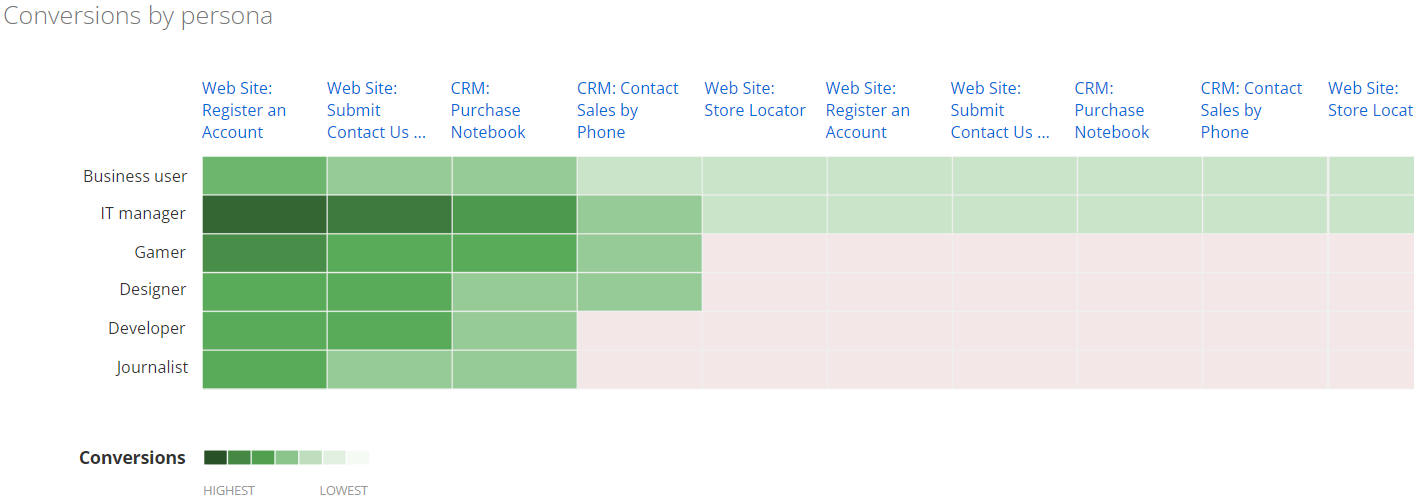 Conversions by persona
Web Site: Web Site: CRM: CRM: Contact Web Site: Web Site: Web Site: CRM: CRM: Contact Web Site:
Register an Submit Purchase Sales by Store Locator Register an Submit Purchase Sales by Store Locat
Account Contact Us ... Notebook Phone Account Contact Us ... Notebook Phone
Business user
IT manager
Gamer
Designer
Developer
Journalist
Conversions
HIGHEST LOWEST